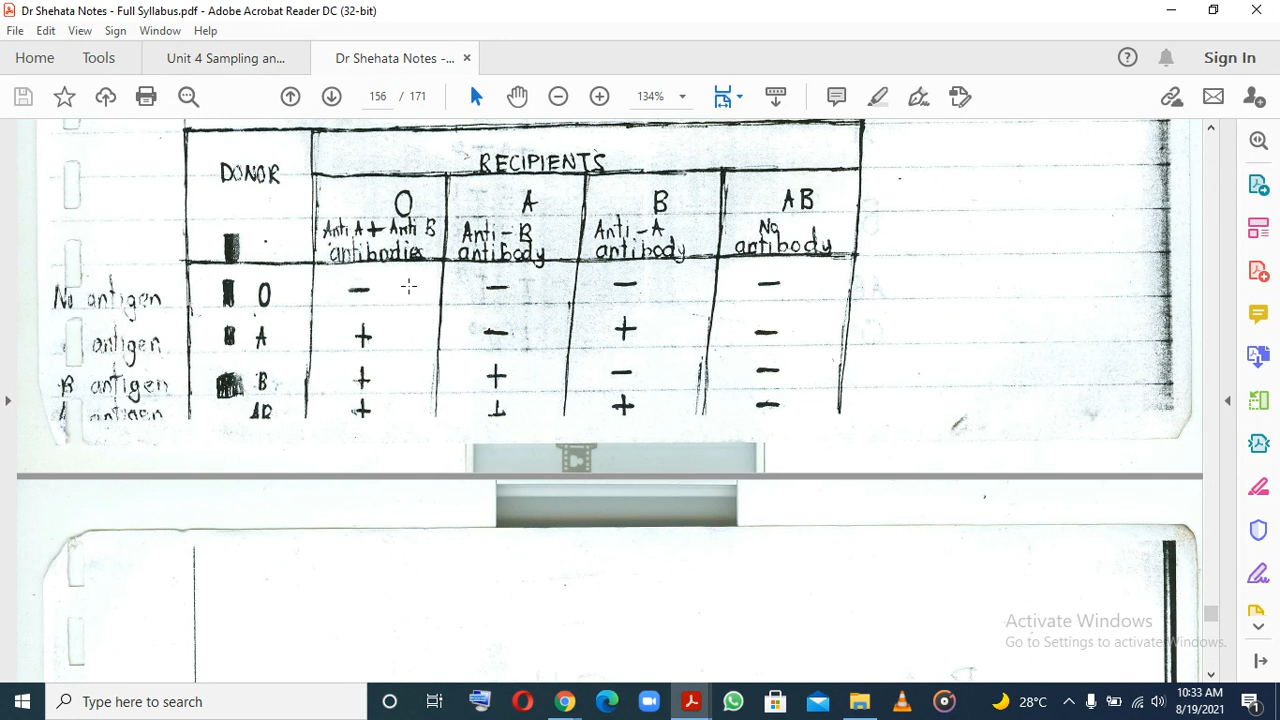 Dr Shehata Notes - Full Syllabus.pdf - Adobe Acrobat Reader DC (32-bit)
File Edit View Sign Window Help
Home Tools Unit 4 Sampling an... Dr Shehata Notes -... Sign In
156 / 171 134%
RECIPIENTS
DONOR
O A B AB
Anti A + Anti B antibodies
Anti-B antibody
Anti-A antibody
No antibody
No antigen O − − − −
antigen A + − + −
B antigen B + + − −
antigen AB + + + −
Activate Windows
Go to Settings to activate Windows.
Type here to search
28°C
:33 AM
8/19/2021
1